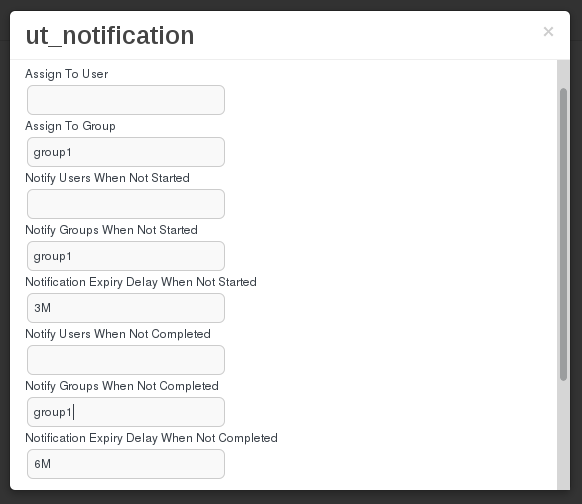 ut_notification
×
Assign To User
Assign To Group
group1
Notify Users When Not Started
Notify Groups When Not Started
group1
Notification Expiry Delay When Not Started
3M
Notify Users When Not Completed
Notify Groups When Not Completed
group1
Notification Expiry Delay When Not Completed
6M